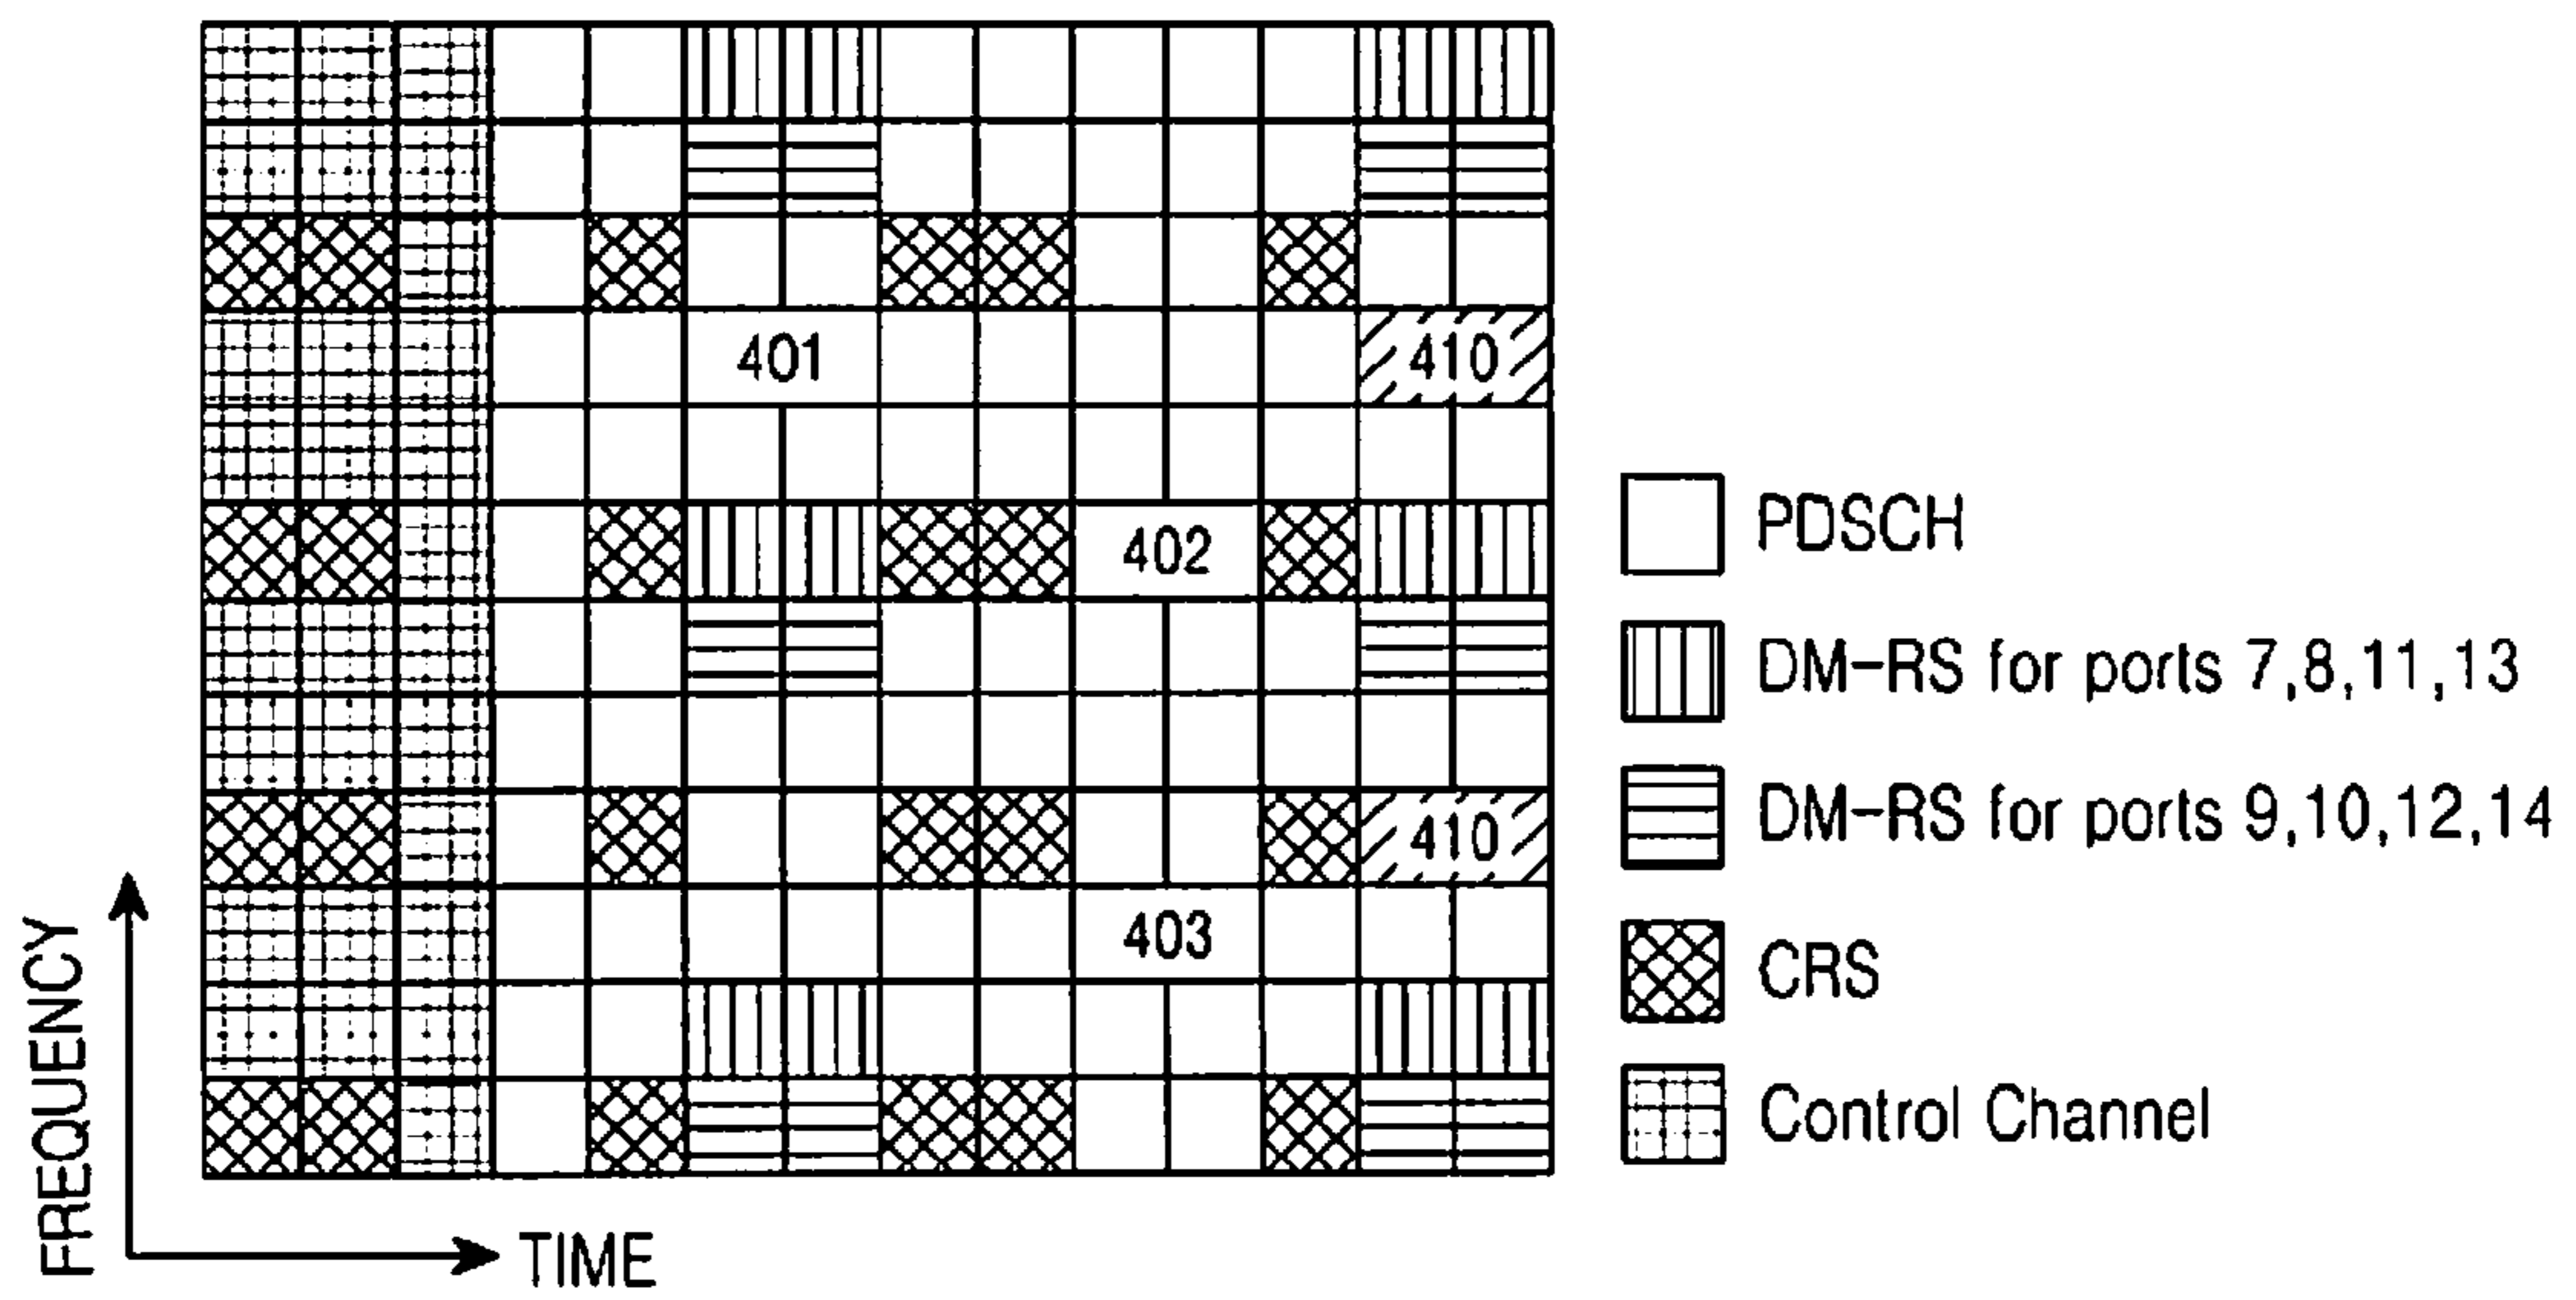 401
410
402
410
403
PDSCH
DM-RS for ports 7,8,11,13
DM-RS for ports 9,10,12,14
CRS
Control Channel
FREQUENCY
TIME